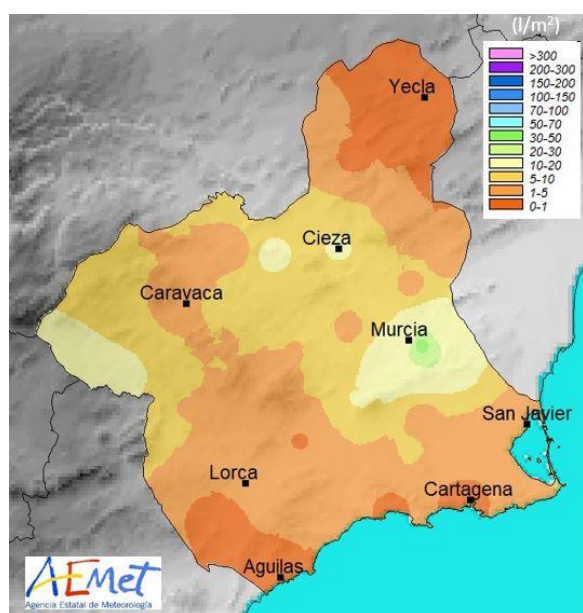 (l/m²)
>300
200-300
150-200
100-150
70-100
50-70
30-50
20-30
10-20
5-10
1-5
0-1
Yecla
Cieza
Caravaca
Murcia
San Javier
Lorca
Cartagena
Aguilas
AEMet
Agencia Estatal de Meteorología